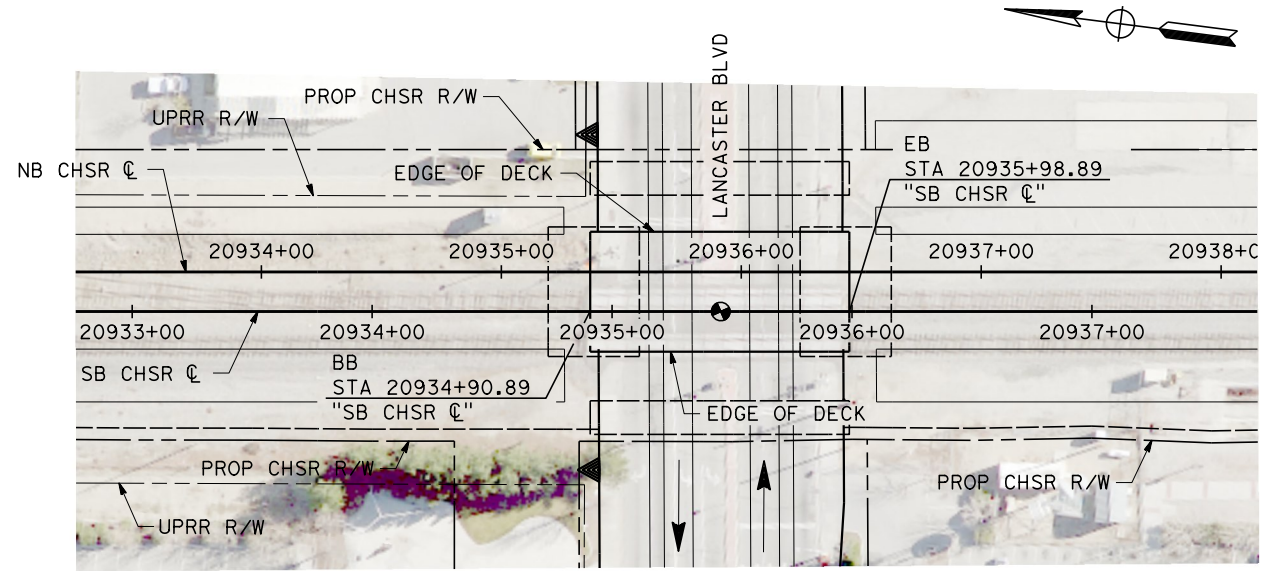 LANCASTER BLVD
PROP CHSR R/W
UPRR R/W
NB CHSR ℄
EDGE OF DECK
EB
STA 20935+98.89
"SB CHSR ℄"
20934+00
20935+00
20936+00
20937+00
20938+0
20933+00
20934+00
20935+00
20936+00
20937+00
SB CHSR ℄
BB
STA 20934+90.89
"SB CHSR ℄"
EDGE OF DECK
PROP CHSR R/W
PROP CHSR R/W
UPRR R/W